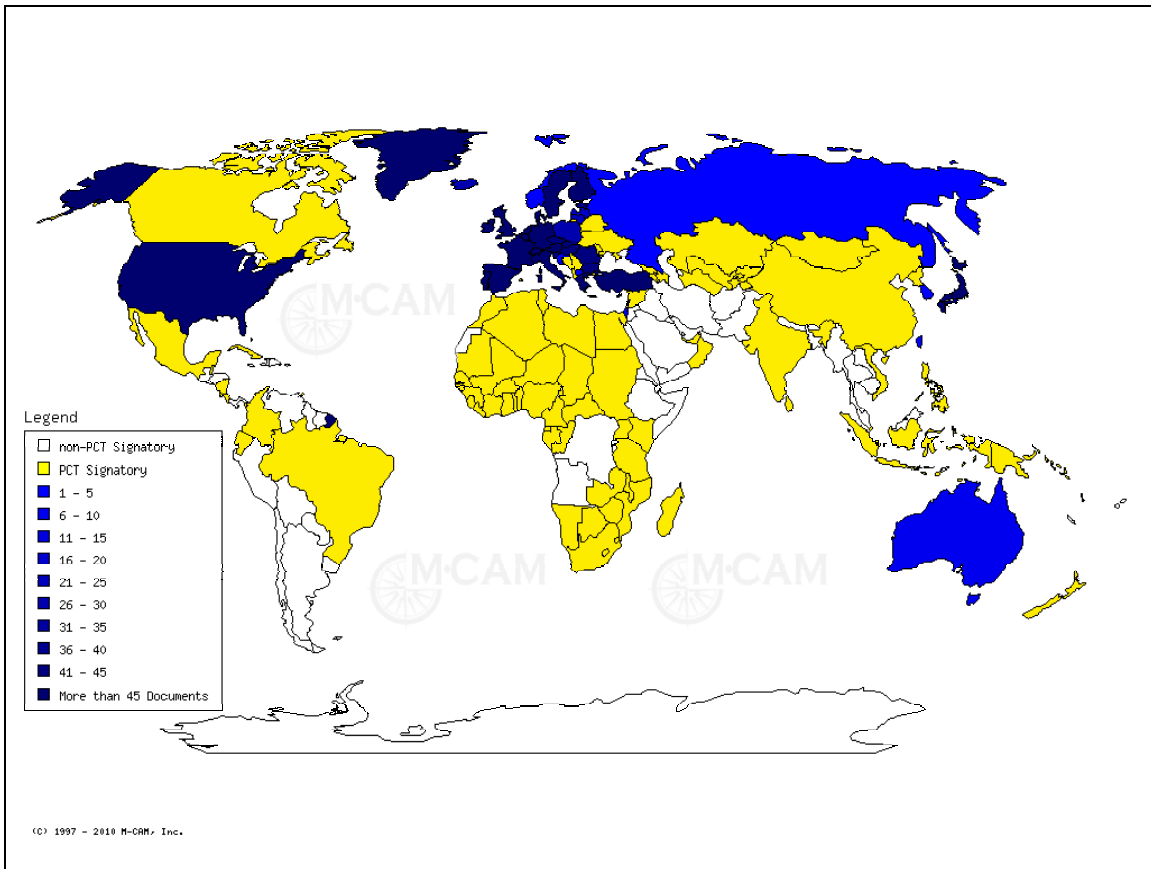 M·CAM
Legend
non-PCT Signatory
PCT Signatory
1 - 5
6 - 10
11 - 15
16 - 20
21 - 25
26 - 30
31 - 35
36 - 40
41 - 45
More than 45 Documents
M·CAM
M·CAM
(C) 1997 - 2010 M-CAM, Inc.